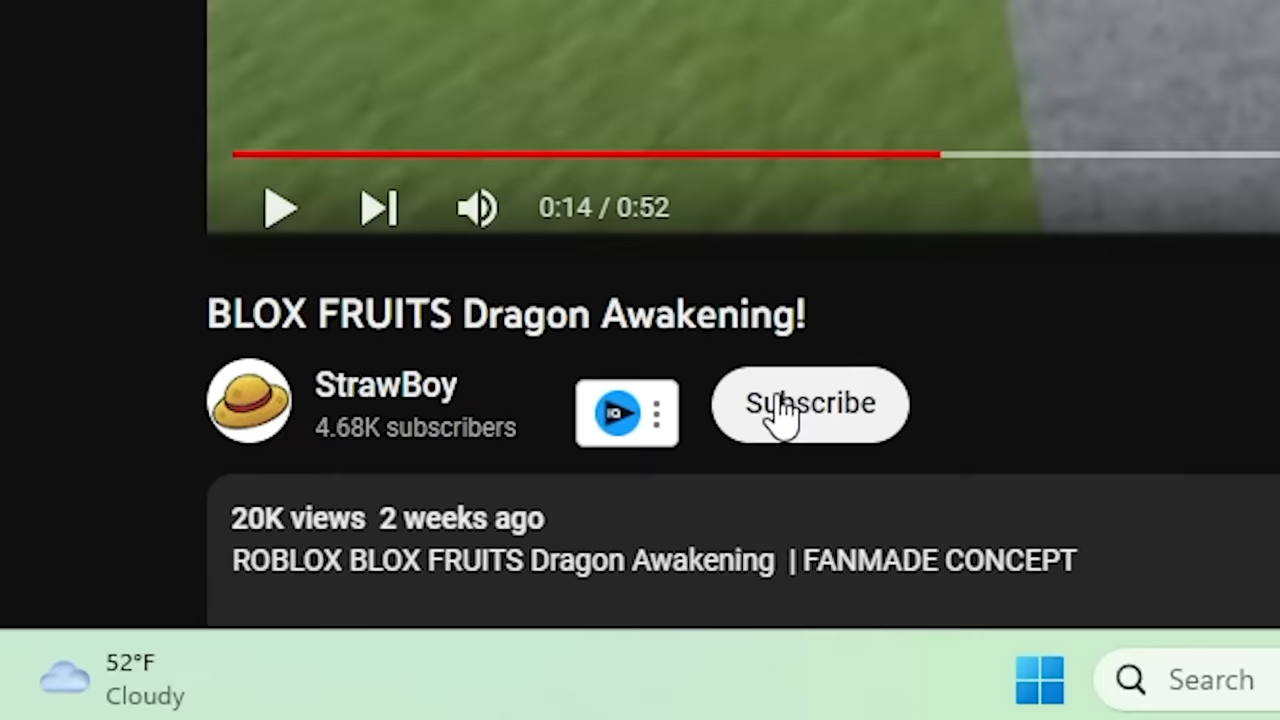 0:14 / 0:52
BLOX FRUITS Dragon Awakening!
StrawBoy
4.68K subscribers
IQ
Subscribe
20K views 2 weeks ago
ROBLOX BLOX FRUITS Dragon Awakening | FANMADE CONCEPT
52°F
Cloudy
Search